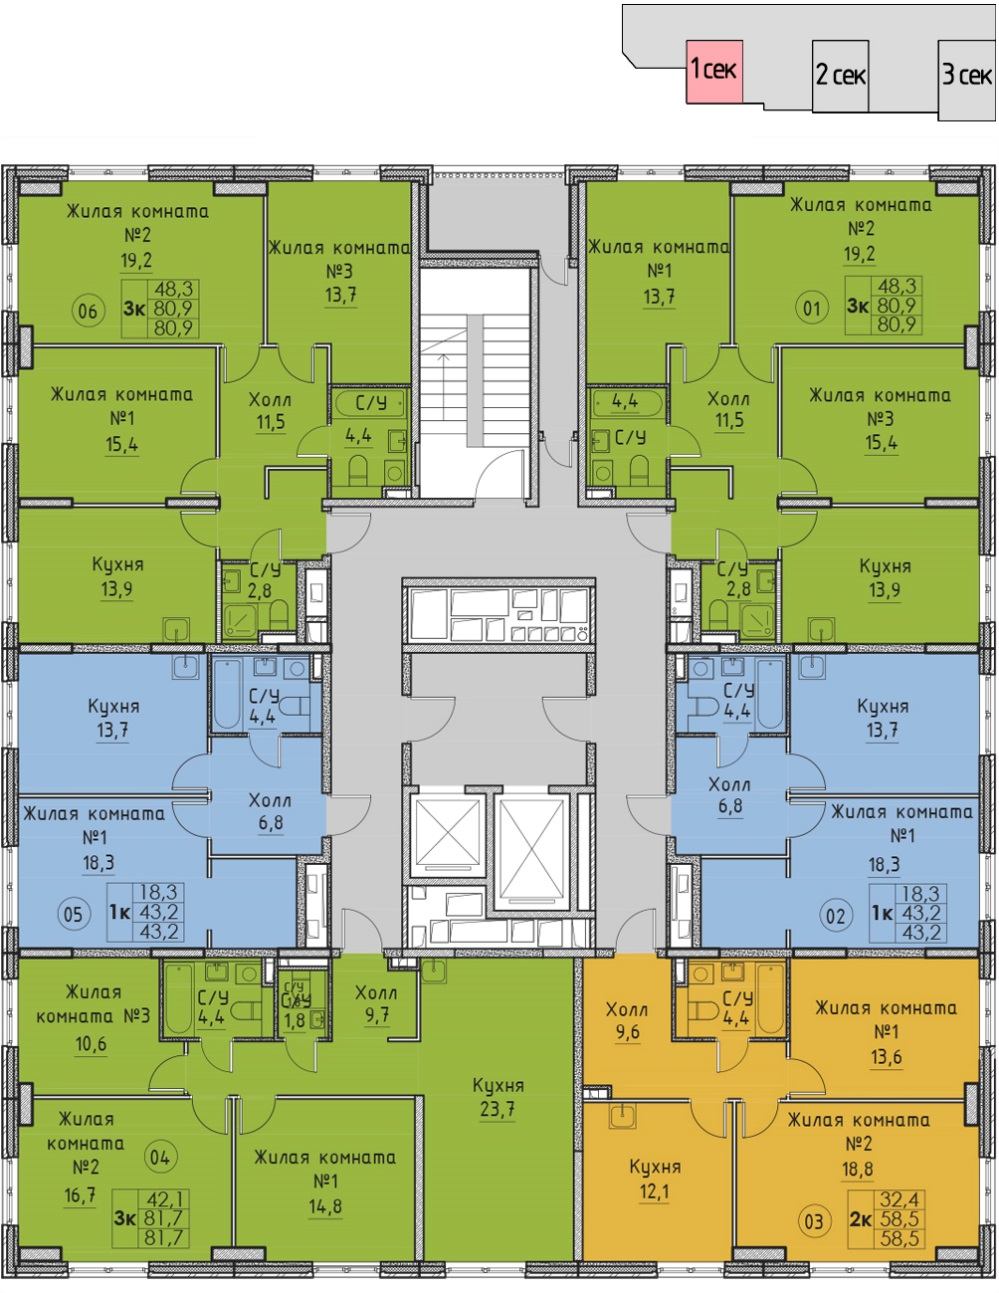 1 сек
2 сек
3 сек
Жилая комната
№2
19,2
06
3к
48,3
80,9
80,9
Жилая комната
№3
13,7
Жилая комната
№1
13,7
Жилая комната
№2
19,2
01
3к
48,3
80,9
80,9
Жилая комната
№1
15,4
Холл
11,5
С/У
4,4
4,4
С/У
Холл
11,5
Жилая комната
№3
15,4
Кухня
13,9
С/У
2,8
С/У
2,8
Кухня
13,9
Кухня
13,7
С/У
4,4
С/У
4,4
Кухня
13,7
Холл
6,8
Холл
6,8
Жилая комната
№1
18,3
05
1к
18,3
43,2
43,2
Жилая комната
№1
18,3
02
1к
18,3
43,2
43,2
Жилая
комната №3
10,6
С/У
4,4
С/У
1,8
Холл
9,7
Кухня
23,7
Холл
9,6
С/У
4,4
Жилая комната
№1
13,6
Жилая
комната
№2
16,7
04
3к
42,1
81,7
81,7
Жилая комната
№1
14,8
Кухня
12,1
Жилая комната
№2
18,8
03
2к
32,4
58,5
58,5